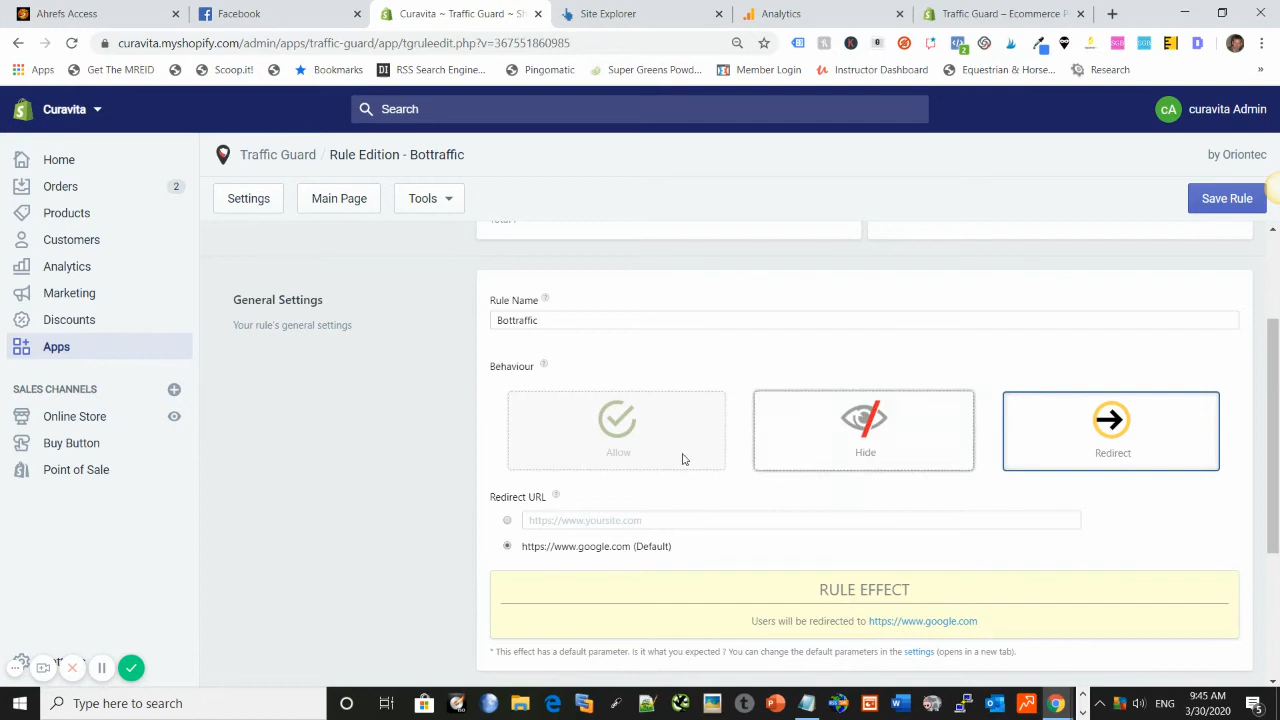 Ahrefs Access
Facebook
Curavita ~ Traffic Guard ~ Sh
Site Explorer
Analytics
Traffic Guard – Ecommerce P
curavita.myshopify.com/admin/apps/traffic-guard/app/tgruleedit.php?v=367551860985
Apps
Get The MREID
Scoop.it!
Bookmarks
RSS Search Engine...
Pingomatic
Super Greens Powd...
Member Login
Instructor Dashboard
Equestrian & Horse...
Research
Curavita
Search
cA
curavita Admin
Home
Orders
2
Products
Customers
Analytics
Marketing
Discounts
Apps
SALES CHANNELS
Online Store
Buy Button
Point of Sale
Traffic Guard / Rule Edition - Bottraffic
by Oriontec
Settings
Main Page
Tools
Save Rule
General Settings
Your rule's general settings
Rule Name
Bottraffic
Behaviour
Allow
Hide
Redirect
Redirect URL
https://www.yoursite.com
https://www.google.com (Default)
RULE EFFECT
Users will be redirected to https://www.google.com
* This effect has a default parameter. Is it what you expected ? You can change the default parameters in the settings (opens in a new tab).
Type here to search
ENG
9:45 AM
3/30/2020
5